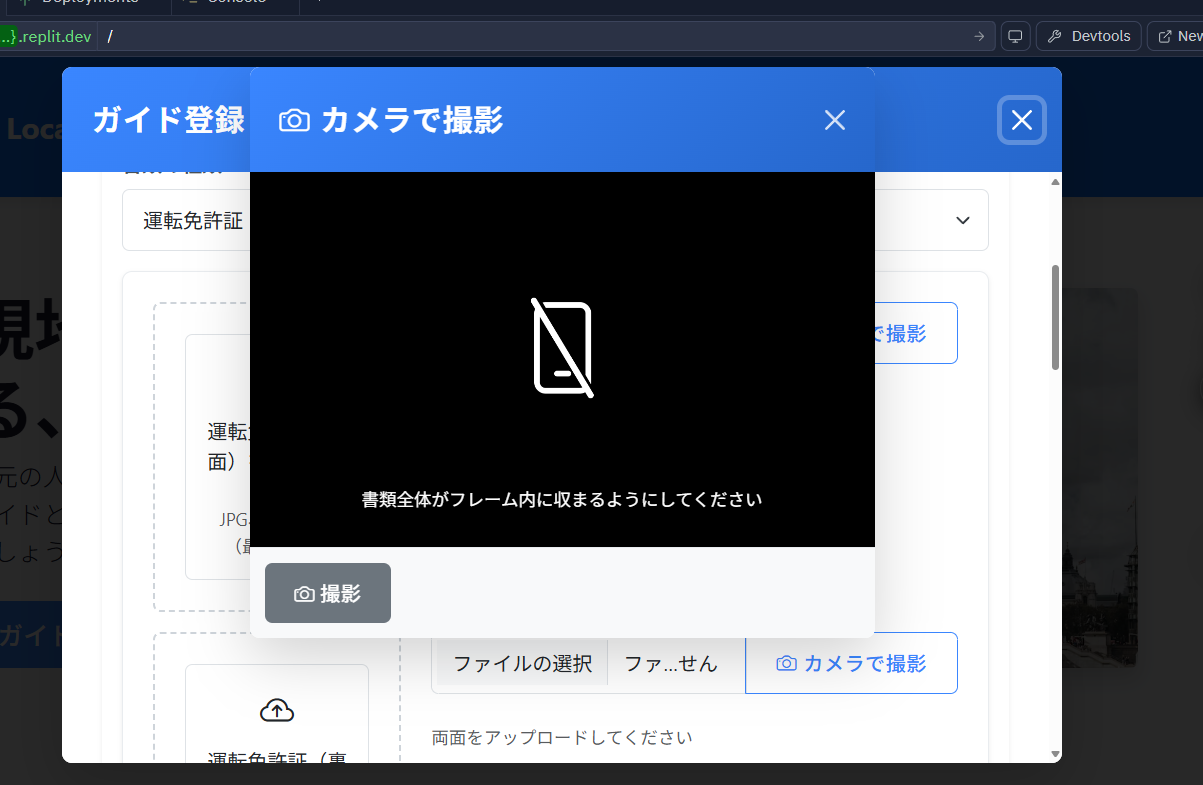 Deployments
Console
..}.replit.dev
/
Devtools
New
Loca
ガイド登録
カメラで撮影
運転免許証
で撮影
現地
る、
元の人
イドと
しょう
ガイド
運転
面）
JPG
書類全体がフレーム内に収まるようにしてください
撮影
ファイルの選択
ファ...せん
カメラで撮影
両面をアップロードしてください
運転免許証（裏